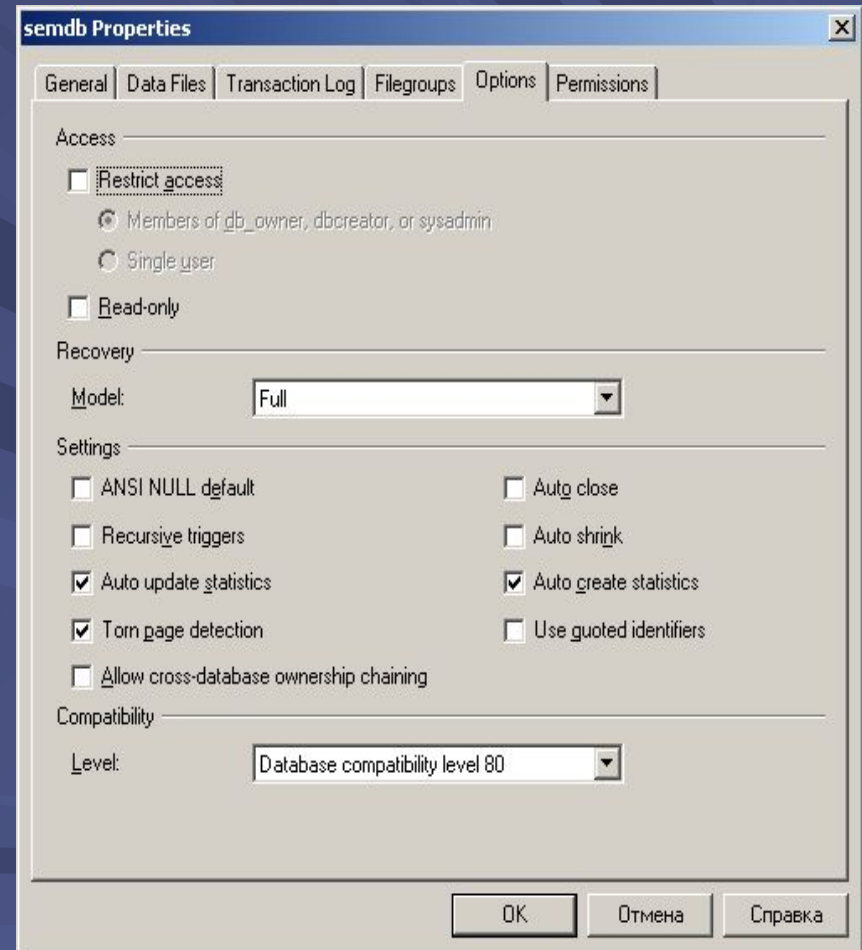 semdb Properties
General Data Files Transaction Log Filegroups Options Permissions
Access
Restrict access
Members of db_owner, dbcreator, or sysadmin
Single user
Read-only
Recovery
Model: Full
Settings
ANSI NULL default Auto close
Recursive triggers Auto shrink
Auto update statistics Auto create statistics
Torn page detection Use quoted identifiers
Allow cross-database ownership chaining
Compatibility
Level: Database compatibility level 80
OK Отмена Справка